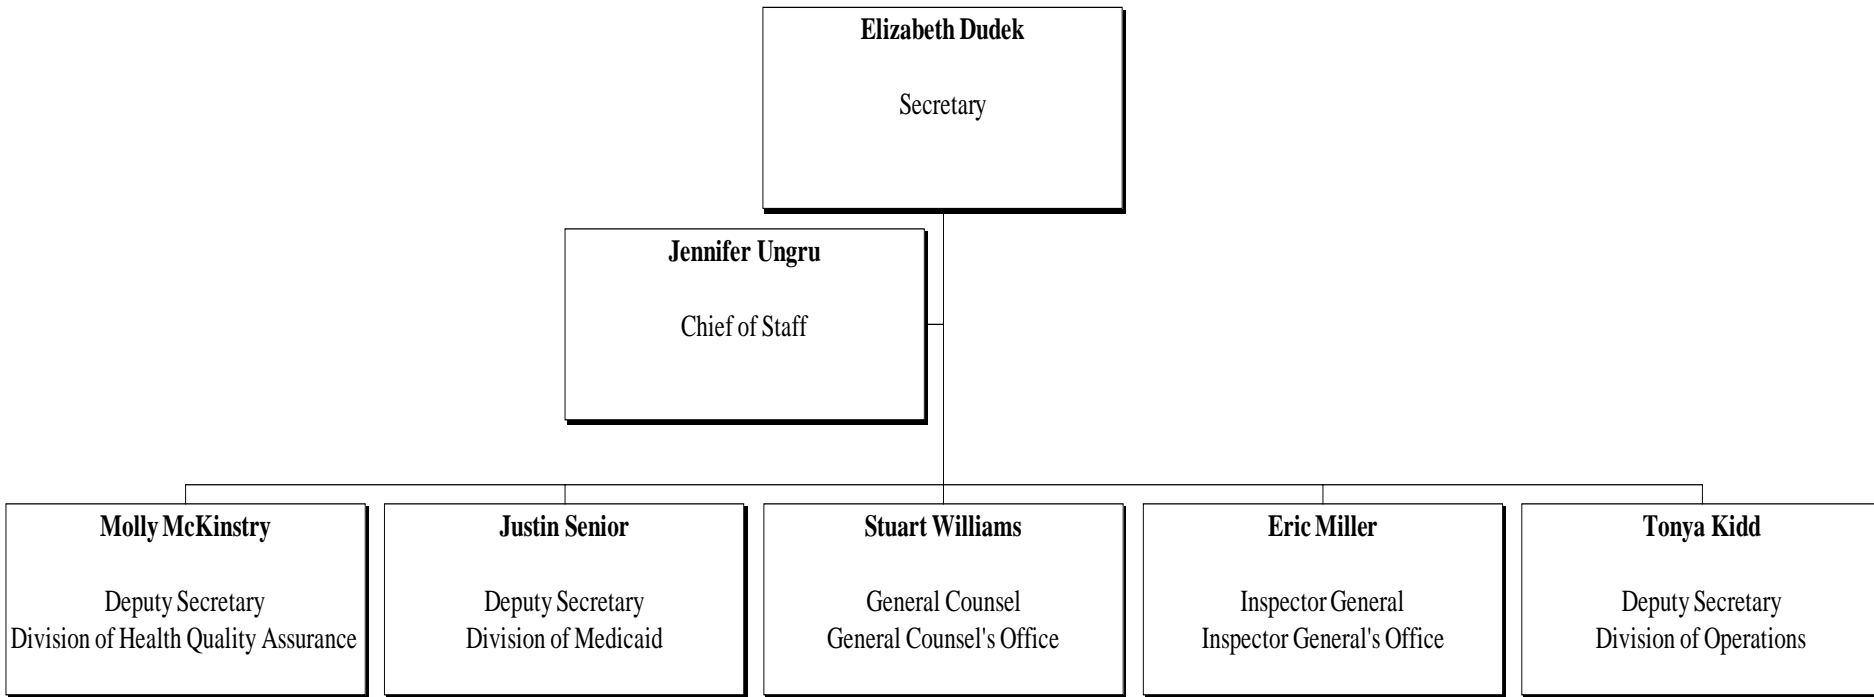 Elizabeth Dudek
Secretary
Jennifer Ungru
Chief of Staff
Molly McKinstry
Deputy Secretary
Division of Health Quality Assurance
Justin Senior
Deputy Secretary
Division of Medicaid
Stuart Williams
General Counsel
General Counsel's Office
Eric Miller
Inspector General
Inspector General's Office
Tonya Kidd
Deputy Secretary
Division of Operations